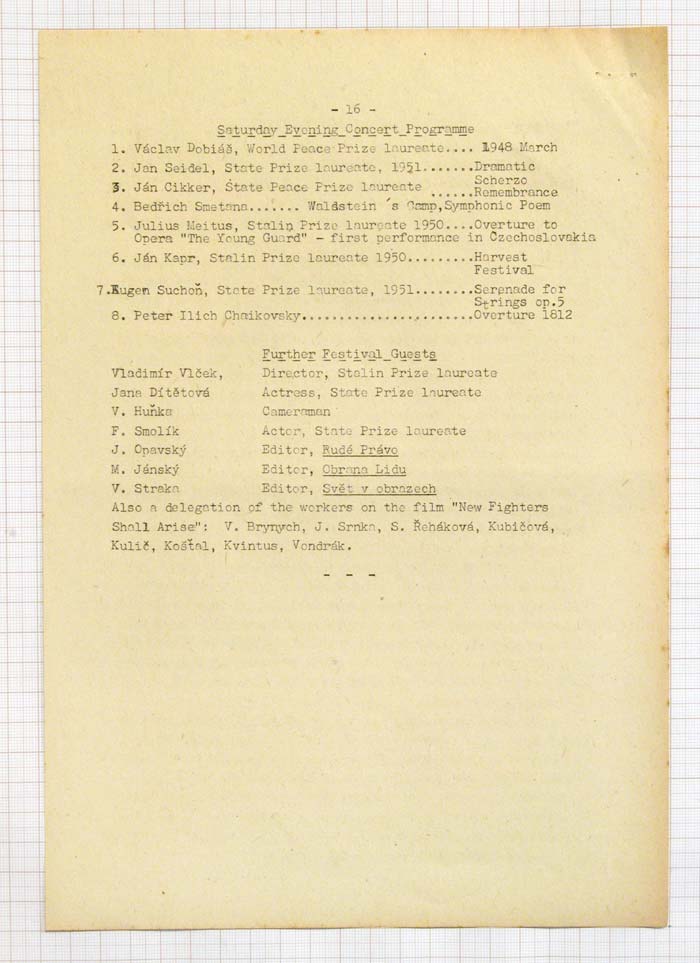 - 16 -
Saturday Evening Concert Programme
1. Václav Dobiáš, World Peace Prize laureate.... 1948 March
2. Jan Seidel, State Prize laureate, 1951.......Dramatic
Scherzo
3. Ján Cikker, State Peace Prize laureate ......Remembrance
4. Bedřich Smetana....... Waldstein ´s Camp,Symphonic Poem
5. Julius Meitus, Stalin Prize laureate 1950....Overture to
Opera "The Young Guard" - first performance in Czechoslovakia
6. Ján Kapr, Stalin Prize laureate 1950.........Harvest
Festival
7.Eugen Suchoň, State Prize laureate, 1951........Serenade for
Strings op.5
8. Peter Ilich Chaikovsky.......................Overture 1812
Further Festival Guests
Vladimír Vlček, Director, Stalin Prize laureate
Jana Dítětová Actress, State Prize laureate
V. Huňka Cameraman
F. Smolík Actor, State Prize laureate
J. Opavský Editor, Rudé Právo
M. Jánský Editor, Obrana Lidu
V. Straka Editor, Svět v obrazech
Also a delegation of the workers on the film "New Fighters
Shall Arise": V. Brynych, J. Srnka, S. Řeháková, Kubičová,
Kulič, Košťal, Kvintus, Vondrák.
- - -